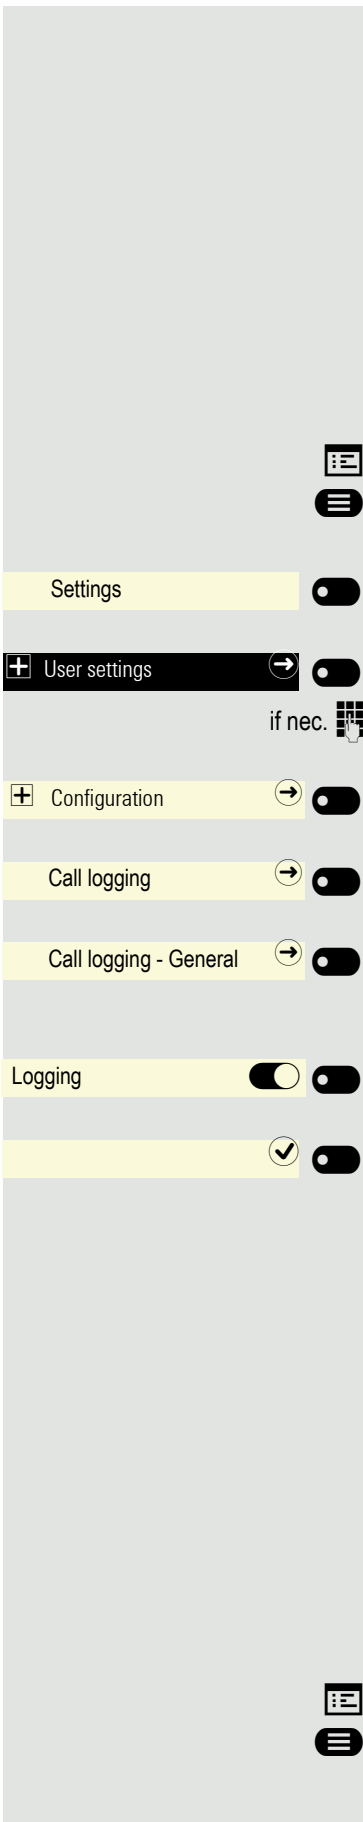 Settings
User settings
if nec.
Configuration
Call logging
Call logging - General
Logging